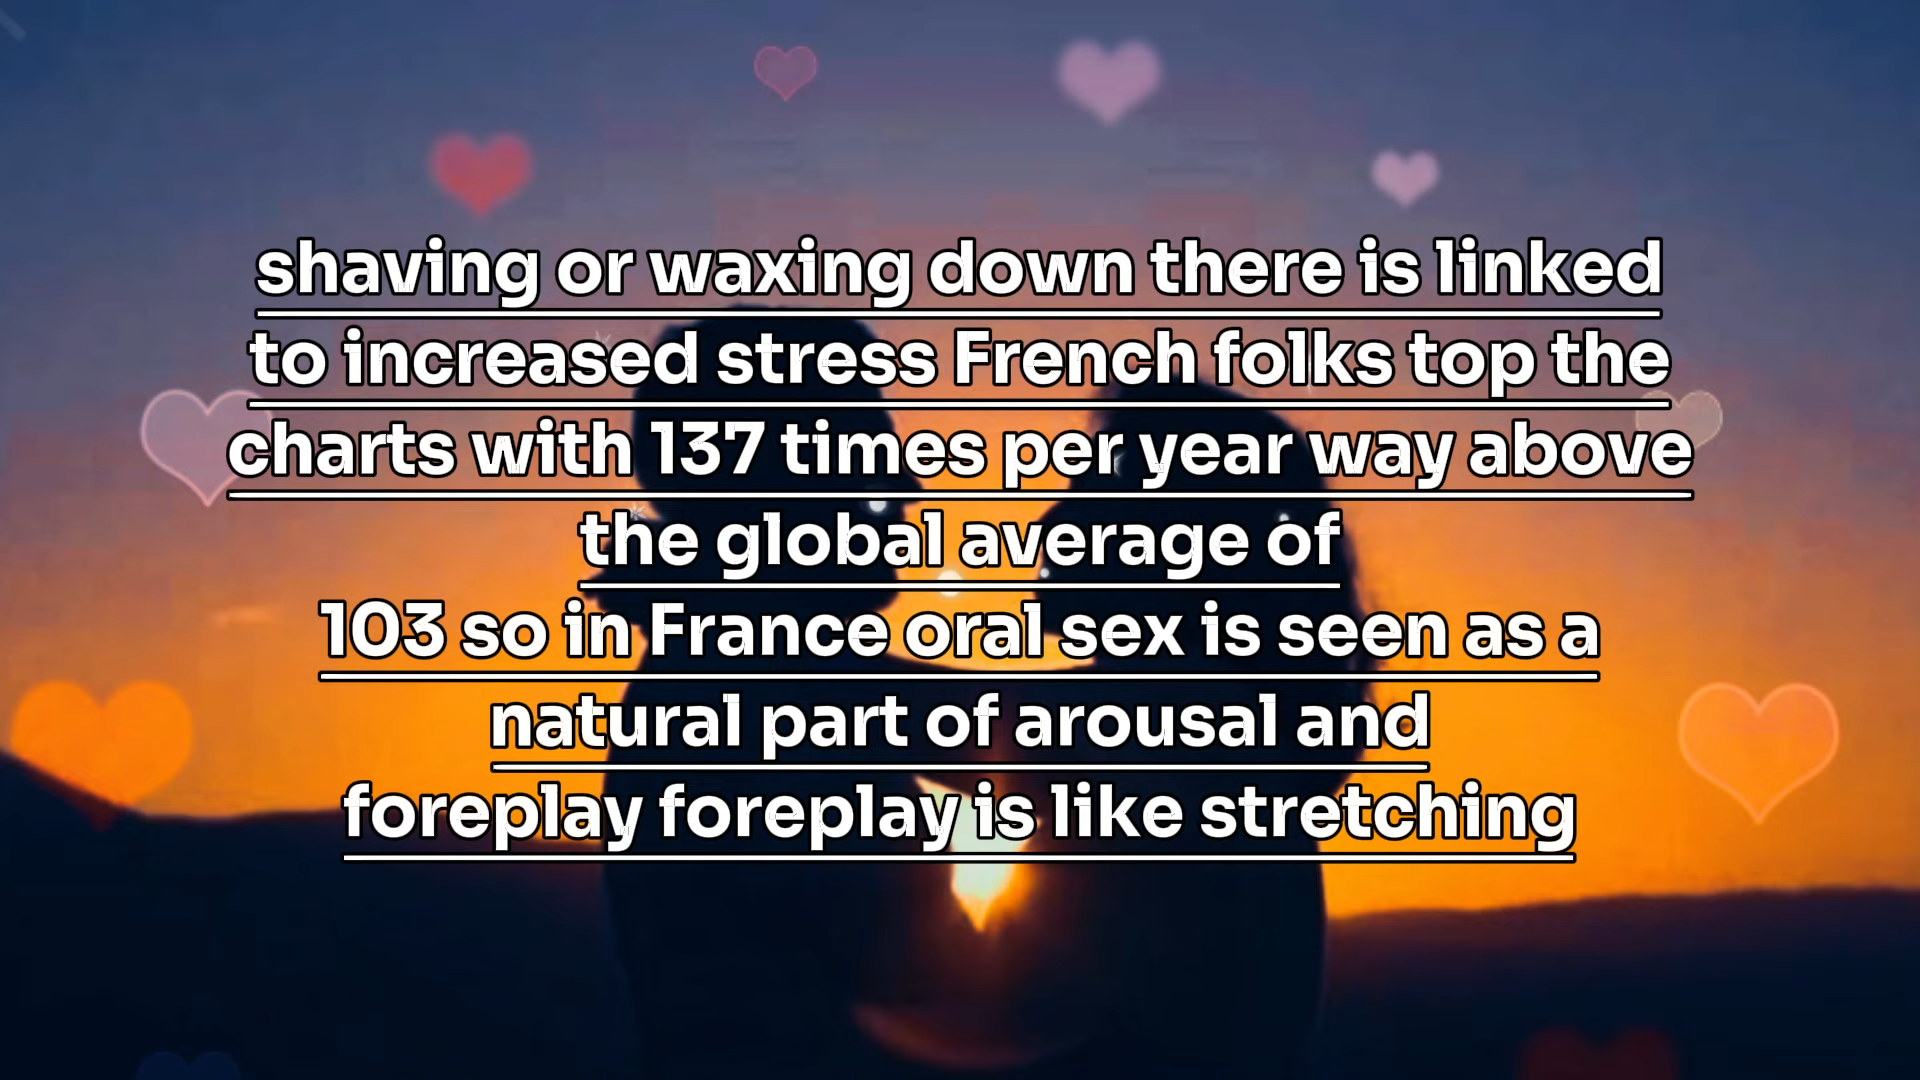 shaving or waxing down there is linked
to increased stress French folks top the
charts with 137 times per year way above
the global average of
103 so in France oral sex is seen as a
natural part of arousal and
foreplay foreplay is like stretching